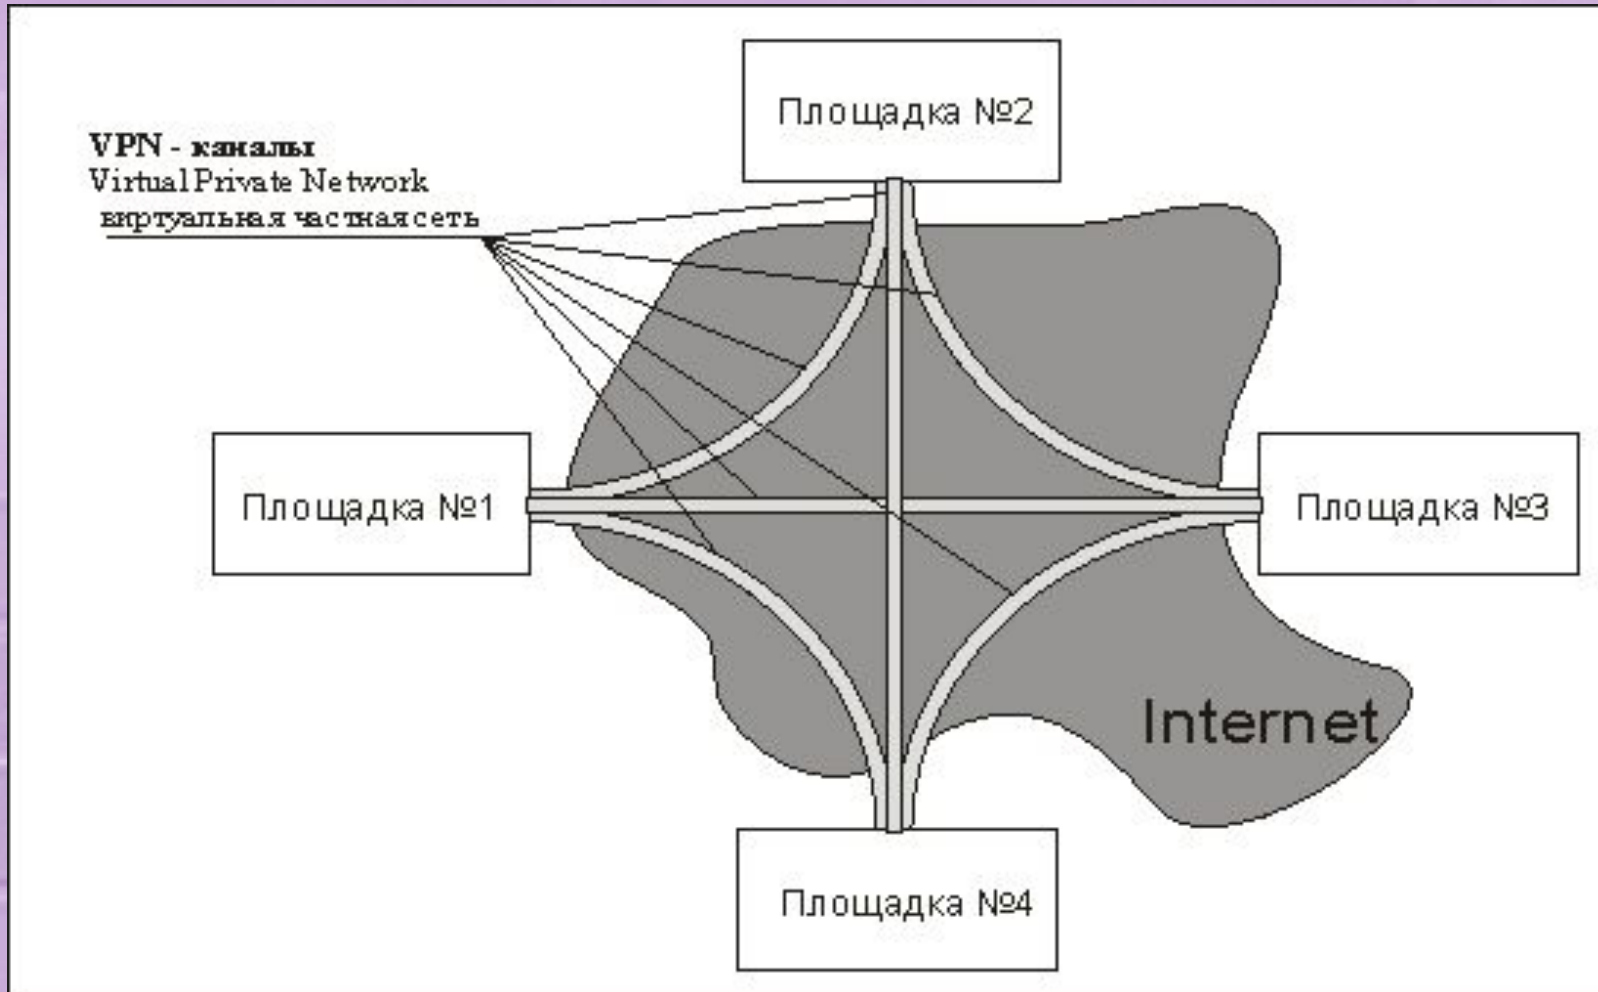 Площадка №2
VPN - каналы
Virtual Private Network
виртуальная частная сеть
Площадка №1
Площадка №3
Internet
Площадка №4